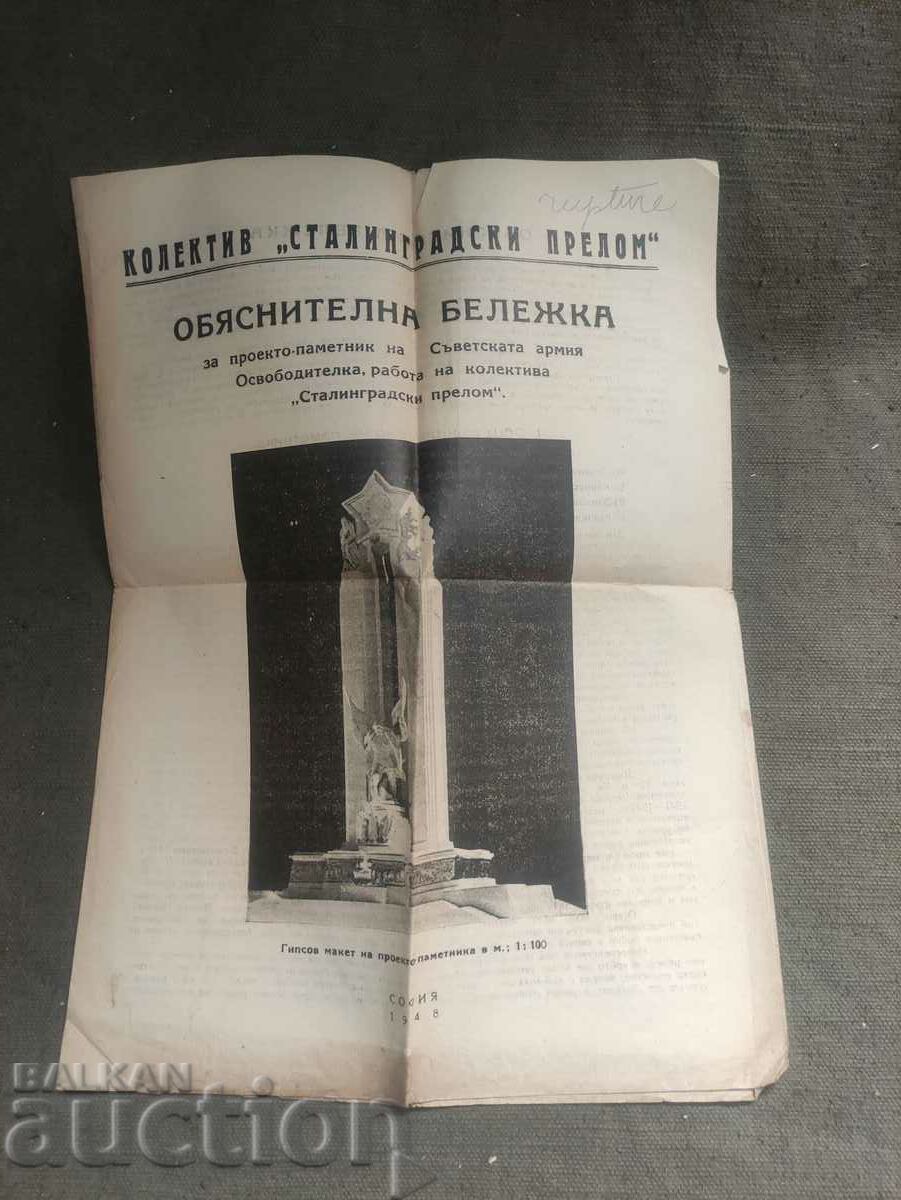 КОЛЕКТИВ „СТАЛИНГРАДСКИ ПРЕЛОМ“
ОБЯСНИТЕЛНА БЕЛЕЖКА
за проекто-паметник на Съветската армия
Освободителка, работа на колектива
„Сталинградски прелом“.
Гипсов макет на проекто-паметника в м.; 1:100
СОФИЯ
1948
BALKAN
auction